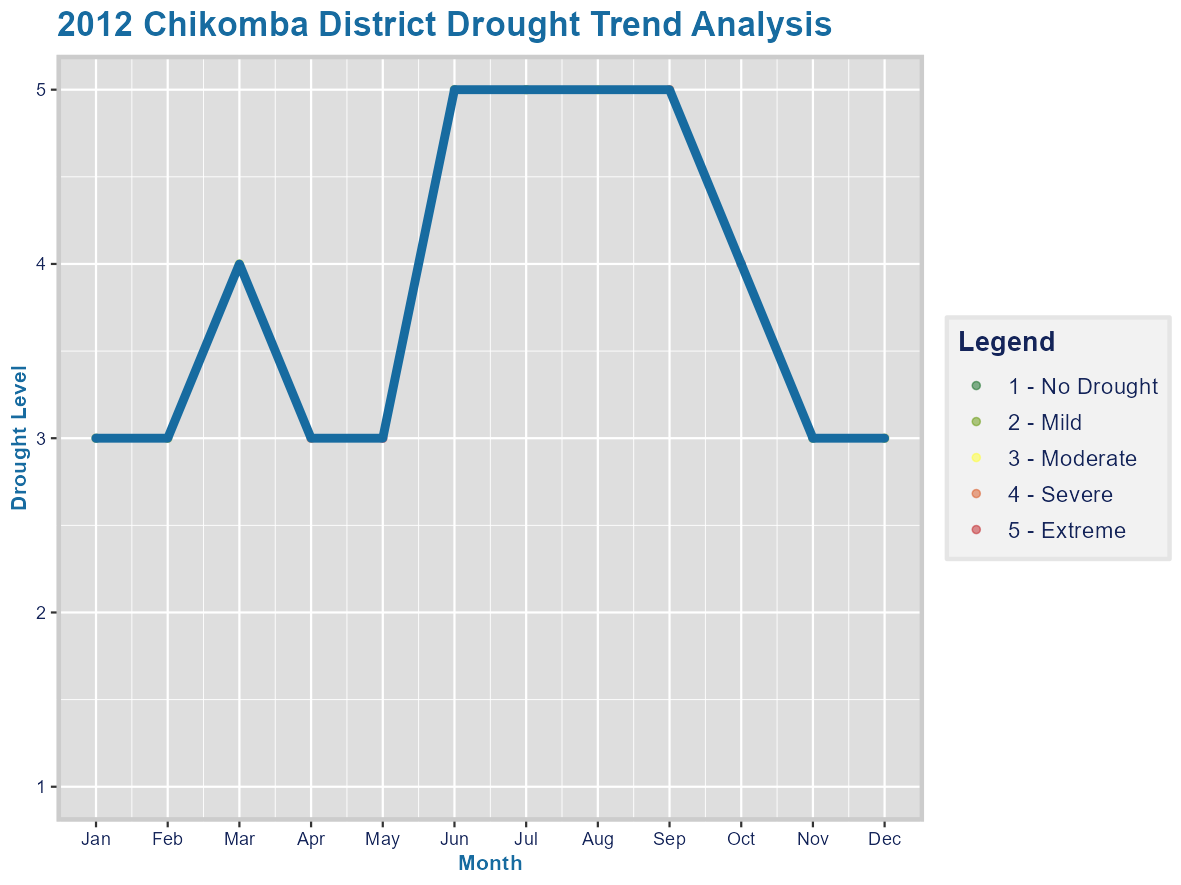 2012 Chikomba District Drought Trend Analysis
Drought Level
5
4
3
2
1
Jan Feb Mar Apr May Jun Jul Aug Sep Oct Nov Dec
Month
Legend
1 - No Drought
2 - Mild
3 - Moderate
4 - Severe
5 - Extreme